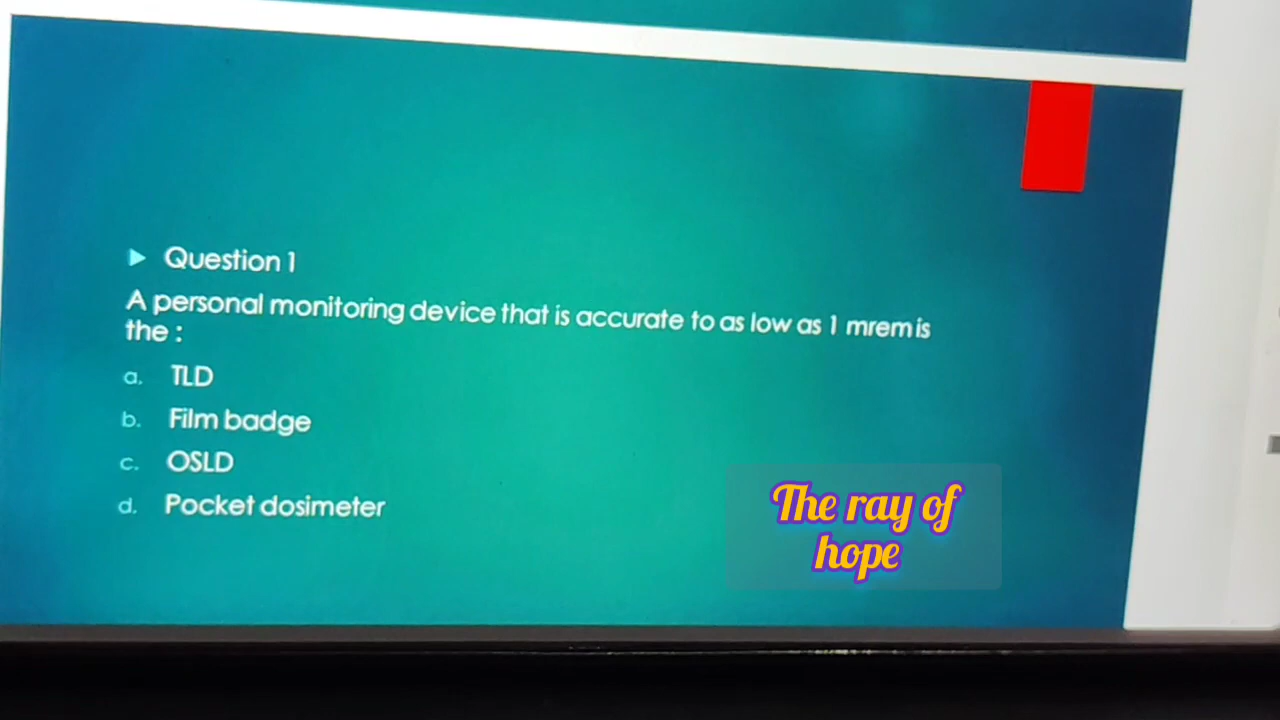 Question 1
A personal monitoring device that is accurate to as low as 1 mrem is
the :
a. TLD
b. Film badge
c. OSLD
d. Pocket dosimeter
The ray of
hope